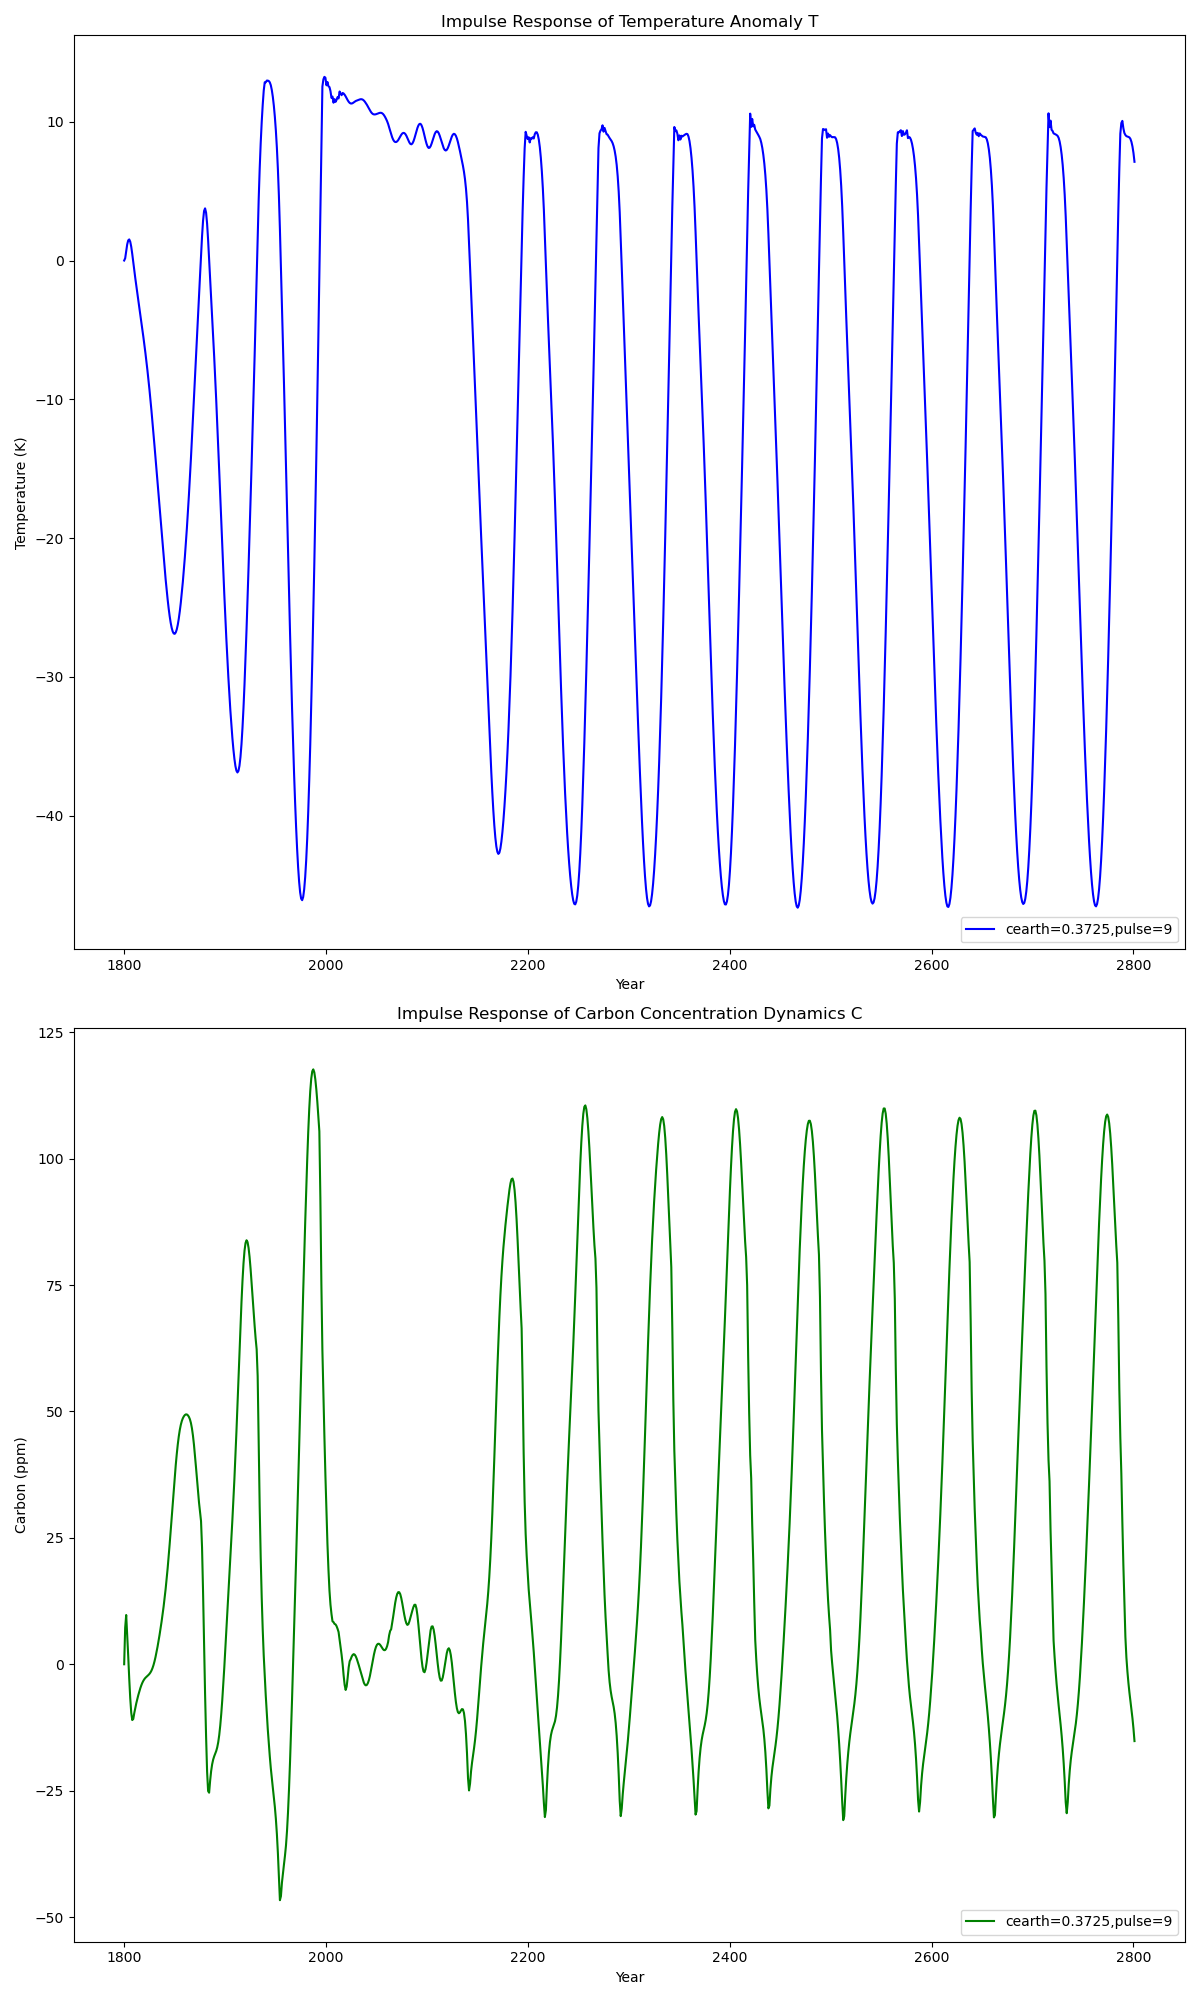 Impulse Response of Temperature Anomaly T
10
0
−10
−20
−30
−40
Temperature (K)
cearth=0.3725,pulse=9
1800 2000 2200 2400 2600 2800
Year
Impulse Response of Carbon Concentration Dynamics C
125
100
75
50
25
0
−25
−50
Carbon (ppm)
cearth=0.3725,pulse=9
1800 2000 2200 2400 2600 2800
Year